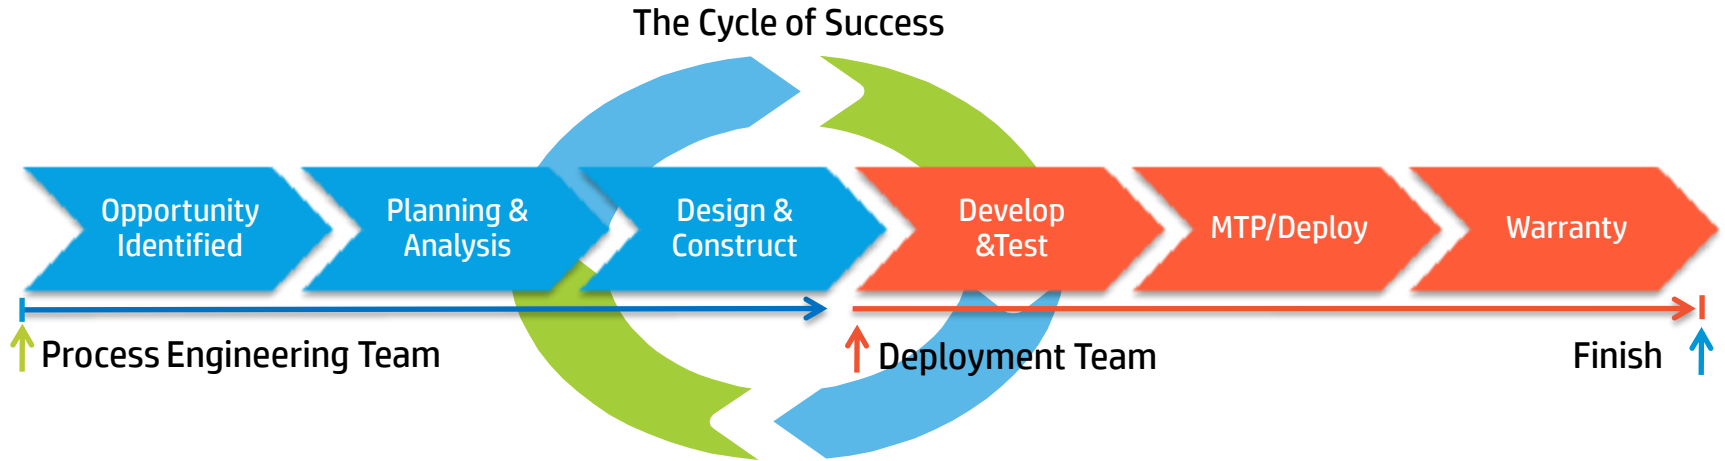 The Cycle of Success
Opportunity
Identified
Planning &
Analysis
Design &
Construct
Develop
&Test
MTP/Deploy
Warranty
Process Engineering Team
Deployment Team
Finish